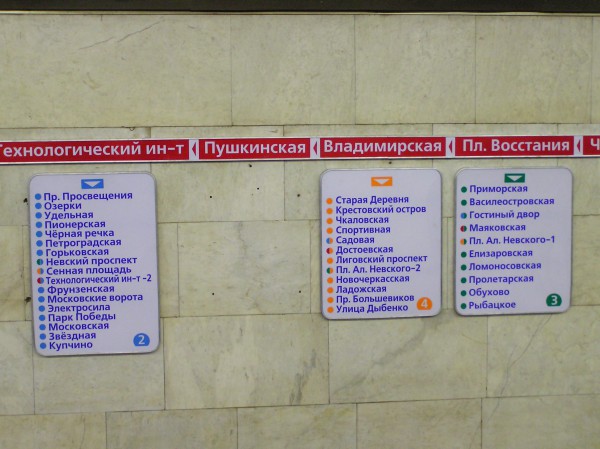 Технологический ин-т
Пушкинская
Владимирская
Пл. Восстания
Ч
Пр. Просвещения
Озерки
Удельная
Пионерская
Чёрная речка
Петроградская
Горьковская
Невский проспект
Сенная площадь
Технологический ин-т-2
Фрунзенская
Московские ворота
Электросила
Парк Победы
Московская
Звёздная
Купчино
2
Старая Деревня
Крестовский остров
Чкаловская
Спортивная
Садовая
Достоевская
Лиговский проспект
Пл. Ал. Невского-2
Новочеркасская
Ладожская
Пр. Большевиков
Улица Дыбенко
4
Приморская
Василеостровская
Гостиный двор
Маяковская
Пл. Ал. Невского-1
Елизаровская
Ломоносовская
Пролетарская
Обухово
Рыбацкое
3